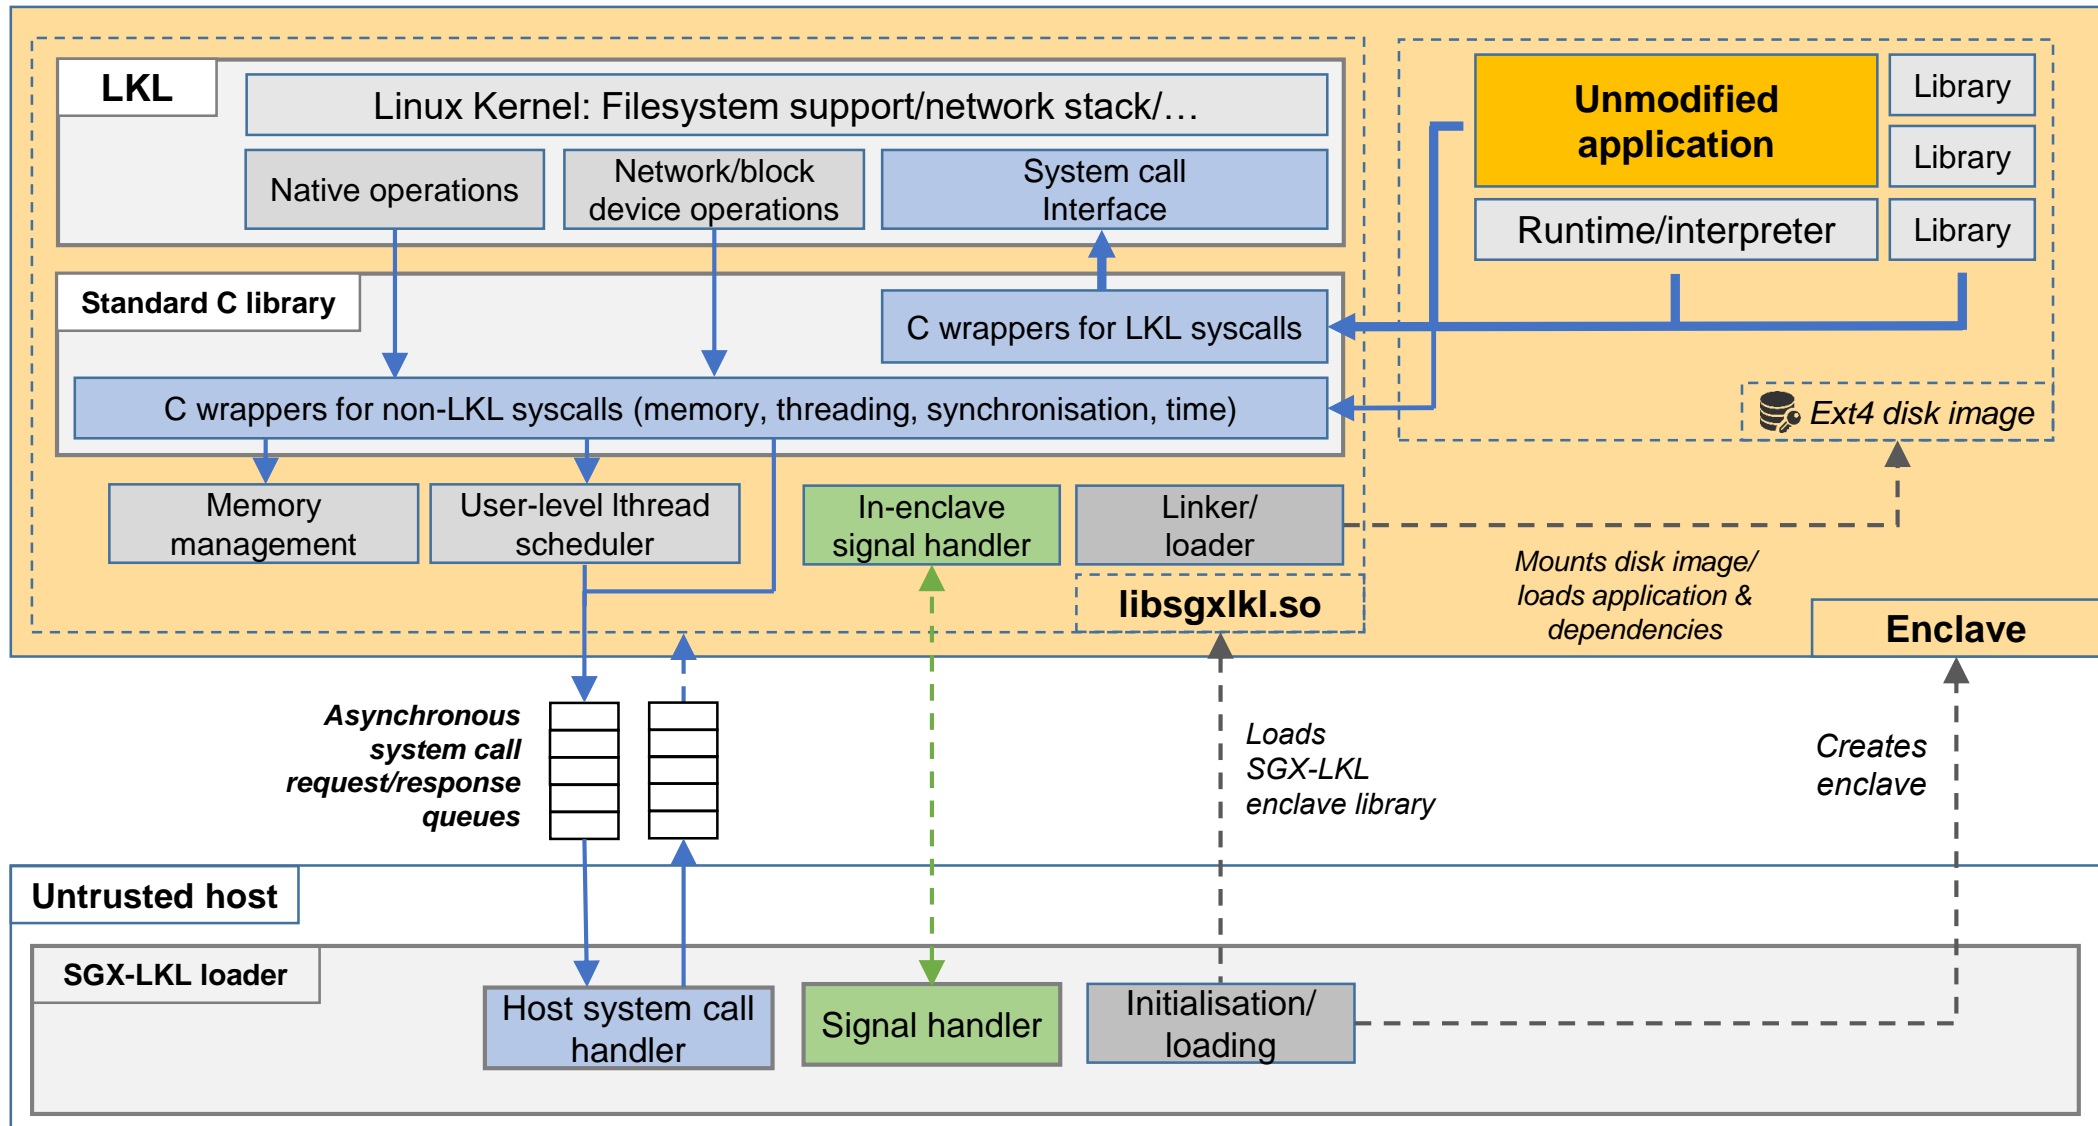 LKL
Linux Kernel: Filesystem support/network stack/…
Native operations
Network/block
device operations
System call
Interface
Unmodified
application
Library
Library
Runtime/interpreter
Library
Standard C library
C wrappers for LKL syscalls
C wrappers for non-LKL syscalls (memory, threading, synchronisation, time)
Ext4 disk image
Memory
management
User-level lthread
scheduler
In-enclave
signal handler
Linker/
loader
libsgxlkl.so
Mounts disk image/
loads application &
dependencies
Enclave
Asynchronous
system call
request/response
queues
Loads
SGX-LKL
enclave library
Creates
enclave
Untrusted host
SGX-LKL loader
Host system call
handler
Signal handler
Initialisation/
loading